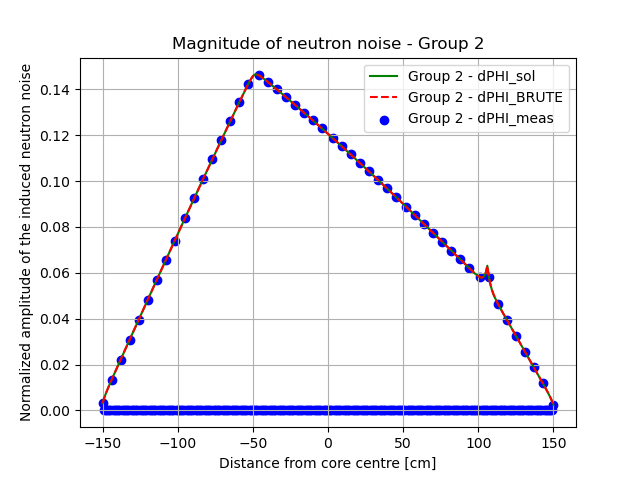 Magnitude of neutron noise - Group 2
Normalized amplitude of the induced neutron noise
0.14
0.12
0.10
0.08
0.06
0.04
0.02
0.00
Group 2 - dPHI_sol
Group 2 - dPHI_BRUTE
Group 2 - dPHI_meas
−150 −100 −50 0 50 100 150
Distance from core centre [cm]